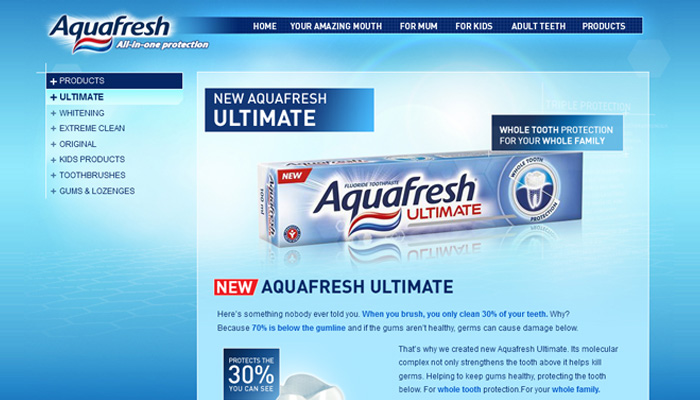 Aquafresh
All-in-one protection
HOME YOUR AMAZING MOUTH FOR MUM FOR KIDS ADULT TEETH PRODUCTS
+ PRODUCTS
+ ULTIMATE
+ WHITENING
+ EXTREME CLEAN
+ ORIGINAL
+ KIDS PRODUCTS
+ TOOTHBRUSHES
+ GUMS & LOZENGES
NEW AQUAFRESH
ULTIMATE
TRIPLE PROTECTION
WHOLE TOOTH PROTECTION
FOR YOUR WHOLE FAMILY
NEW
FLUORIDE TOOTHPASTE
Aquafresh
ULTIMATE
WHOLE TOOTH
PROTECTION
100 ml
Aquafresh
ULTIMATE
NEW AQUAFRESH ULTIMATE
Here's something nobody ever told you. When you brush, you only clean 30% of your teeth. Why?
Because 70% is below the gumline and if the gums aren't healthy, germs can cause damage below.
PROTECTS THE
30%
YOU CAN SEE
That's why we created new Aquafresh Ultimate. Its molecular
complex not only strengthens the tooth above it helps kill
germs. Helping to keep gums healthy, protecting the tooth
below. For whole tooth protection.For your whole family.